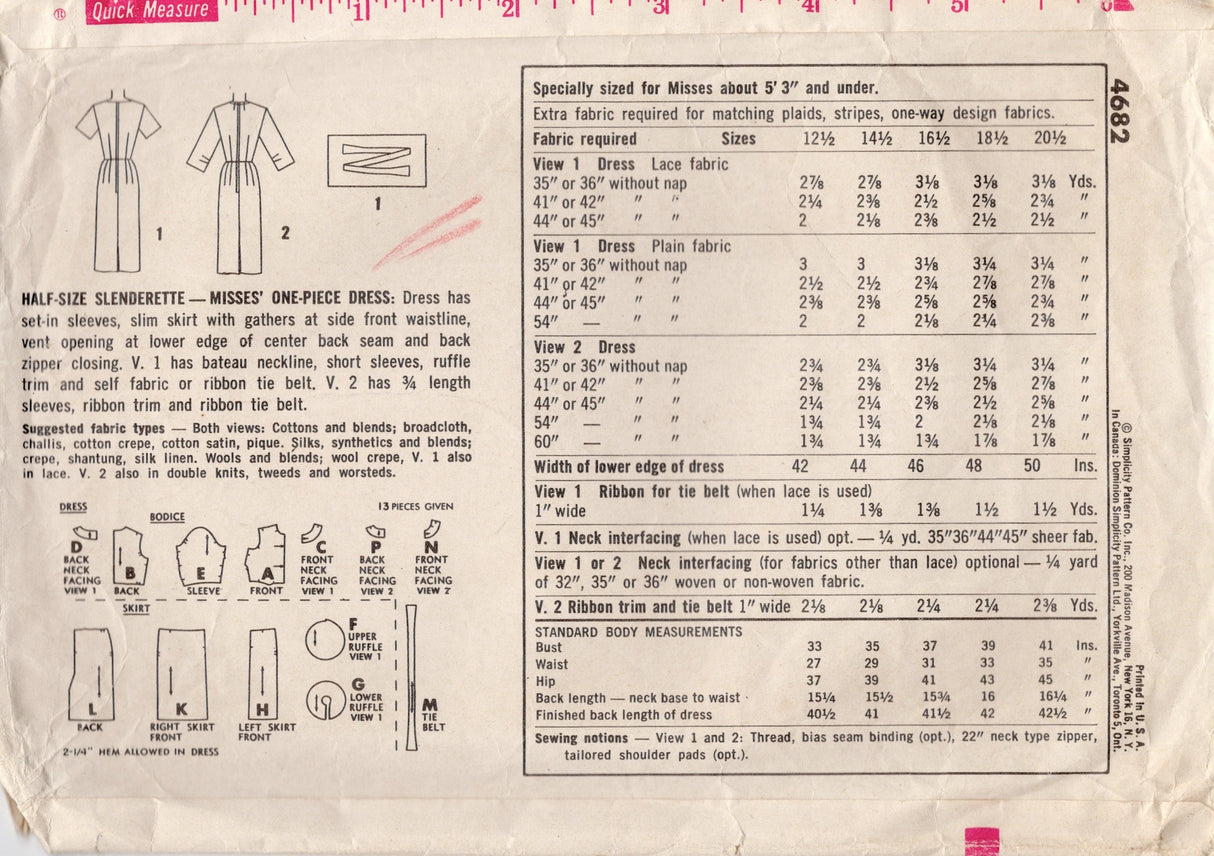 ® Quick Measure 1 2 3 4 5 6
1
2
1
HALF-SIZE SLENDERETTE — MISSES' ONE-PIECE DRESS: Dress has
set-in sleeves, slim skirt with gathers at side front waistline,
vent opening at lower edge of center back seam and back
zipper closing. V. 1 has bateau neckline, short sleeves, ruffle
trim and self fabric or ribbon tie belt. V. 2 has ¾ length
sleeves, ribbon trim and ribbon tie belt.
Suggested fabric types — Both views: Cottons and blends; broadcloth,
challis, cotton crepe, cotton satin, pique. Silks, synthetics and blends;
crepe, shantung, silk linen. Wools and blends; wool crepe, V. 1 also
in lace. V. 2 also in double knits, tweeds and worsteds.
DRESS
BODICE
13 PIECES GIVEN
D
BACK
NECK
FACING
VIEW 1
B
BACK
E
SLEEVE
A
FRONT
C
FRONT
NECK
FACING
VIEW 1
P
BACK
NECK
FACING
VIEW 2
N
FRONT
NECK
FACING
VIEW 2
SKIRT
L
BACK
K
RIGHT SKIRT
FRONT
H
LEFT SKIRT
FRONT
F
UPPER
RUFFLE
VIEW 1
G
LOWER
RUFFLE
VIEW 1
M
TIE
BELT
2-1/4" HEM ALLOWED IN DRESS
Specially sized for Misses about 5' 3" and under.
Extra fabric required for matching plaids, stripes, one-way design fabrics.
Fabric required Sizes 12½ 14½ 16½ 18½ 20½
View 1 Dress Lace fabric
35" or 36" without nap 2⅞ 2⅞ 3⅛ 3⅛ 3⅛ Yds.
41" or 42" " " 2¼ 2⅜ 2½ 2⅝ 2¾ "
44" or 45" " " 2 2⅛ 2⅜ 2½ 2½ "
View 1 Dress Plain fabric
35" or 36" without nap 3 3 3⅛ 3¼ 3¼ "
41" or 42" " " 2½ 2½ 2¾ 2⅞ 2⅞ "
44" or 45" " " 2⅜ 2⅜ 2⅝ 2⅝ 2¾ "
54" — " " 2 2 2⅛ 2¼ 2⅜ "
View 2 Dress
35" or 36" without nap 2¾ 2¾ 3⅛ 3¼ 3¼ "
41" or 42" " " 2⅜ 2⅜ 2½ 2⅝ 2⅞ "
44" or 45" " " 2¼ 2¼ 2⅜ 2½ 2⅝ "
54" — " " 1¾ 1¾ 2 2⅛ 2⅛ "
60" — " " 1¾ 1¾ 1¾ 1⅞ 1⅞ "
Width of lower edge of dress 42 44 46 48 50 Ins.
View 1 Ribbon for tie belt (when lace is used)
1" wide 1¼ 1⅜ 1⅜ 1½ 1½ Yds.
V. 1 Neck interfacing (when lace is used) opt. — ¼ yd. 35"36"44"45" sheer fab.
View 1 or 2 Neck interfacing (for fabrics other than lace) optional — ¼ yard
of 32", 35" or 36" woven or non-woven fabric.
V. 2 Ribbon trim and tie belt 1" wide 2⅛ 2⅛ 2¼ 2¼ 2⅜ Yds.
STANDARD BODY MEASUREMENTS
Bust 33 35 37 39 41 Ins.
Waist 27 29 31 33 35 "
Hip 37 39 41 43 45 "
Back length — neck base to waist 15¼ 15½ 15¾ 16 16¼ "
Finished back length of dress 40½ 41 41½ 42 42½ "
Sewing notions — View 1 and 2: Thread, bias seam binding (opt.), 22" neck type zipper,
tailored shoulder pads (opt.).
4682
© Simplicity Pattern Co. Inc., 200 Madison Avenue, New York 16, N. Y.
In Canada: Dominion Simplicity Pattern Ltd., Yorkville Ave., Toronto 5, Ont.
Printed in U. S. A.